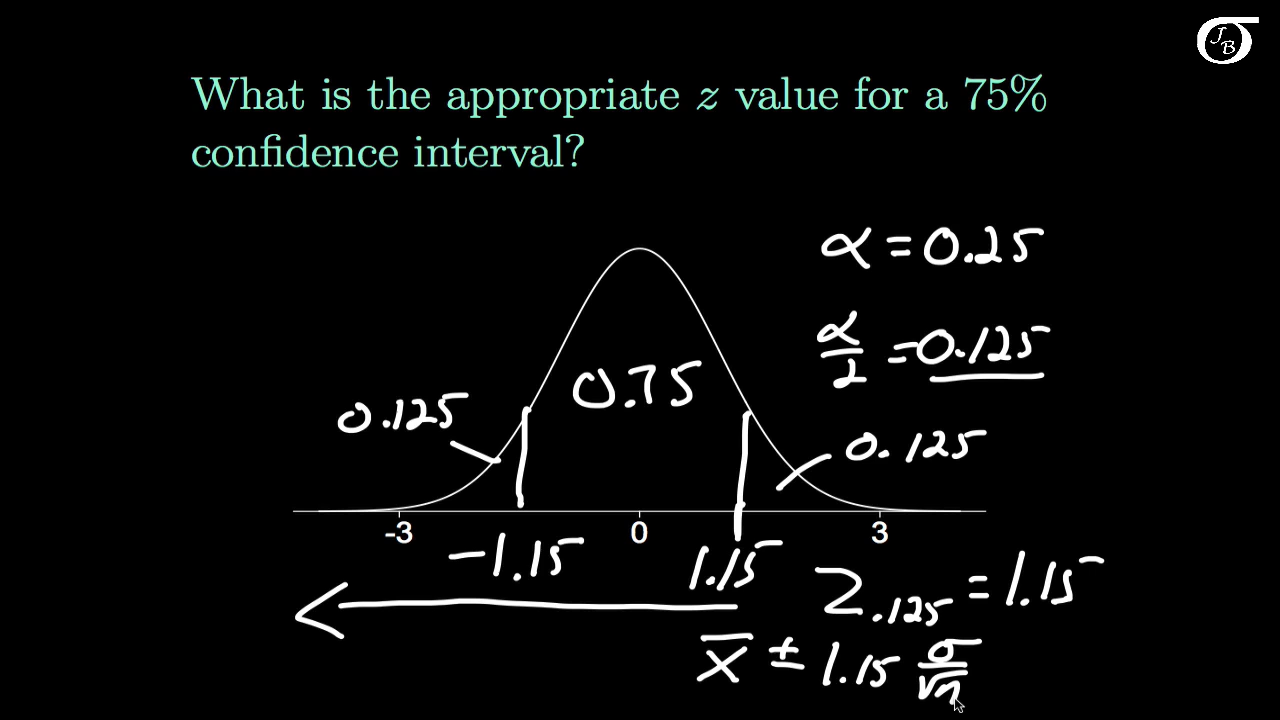 JB
What is the appropriate z value for a 75%
confidence interval?
α = 0.25
α/2 = 0.125
0.75
0.125
0.125
-3 0 3
-1.15 1.15
z.125 = 1.15
x̄ ± 1.15 σ/√n